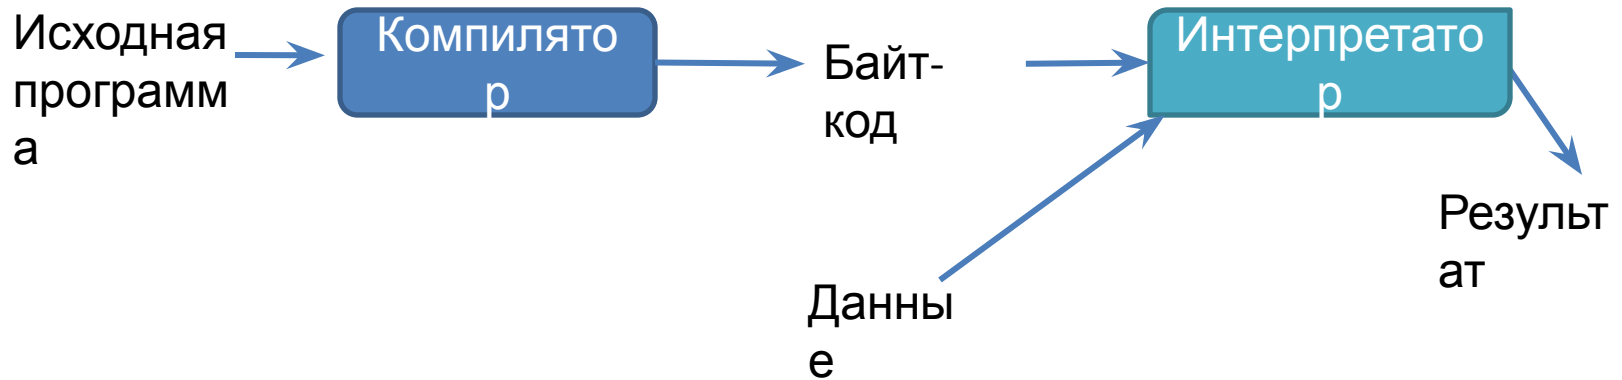 Исходная
программ
а
Компилято
р
Байт-
код
Интерпретато
р
Данны
е
Результ
ат